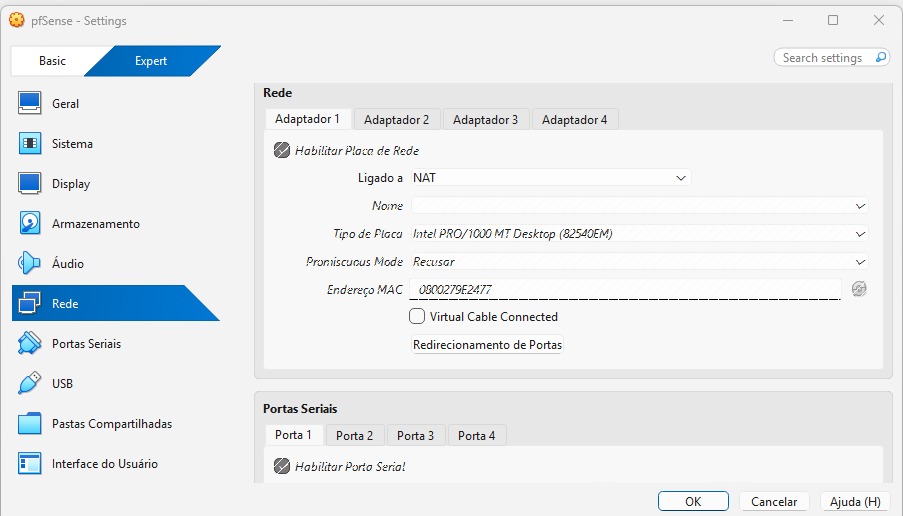 pfSense - Settings
Basic Expert Search settings
Geral
Sistema
Display
Armazenamento
Áudio
Rede
Portas Seriais
USB
Pastas Compartilhadas
Interface do Usuário
Rede
Adaptador 1 Adaptador 2 Adaptador 3 Adaptador 4
Habilitar Placa de Rede
Ligado a NAT
Nome
Tipo de Placa Intel PRO/1000 MT Desktop (82540EM)
Promiscuous Mode Recusar
Endereço MAC 0800279E2477
Virtual Cable Connected
Redirecionamento de Portas
Portas Seriais
Porta 1 Porta 2 Porta 3 Porta 4
Habilitar Porta Serial
OK Cancelar Ajuda (H)